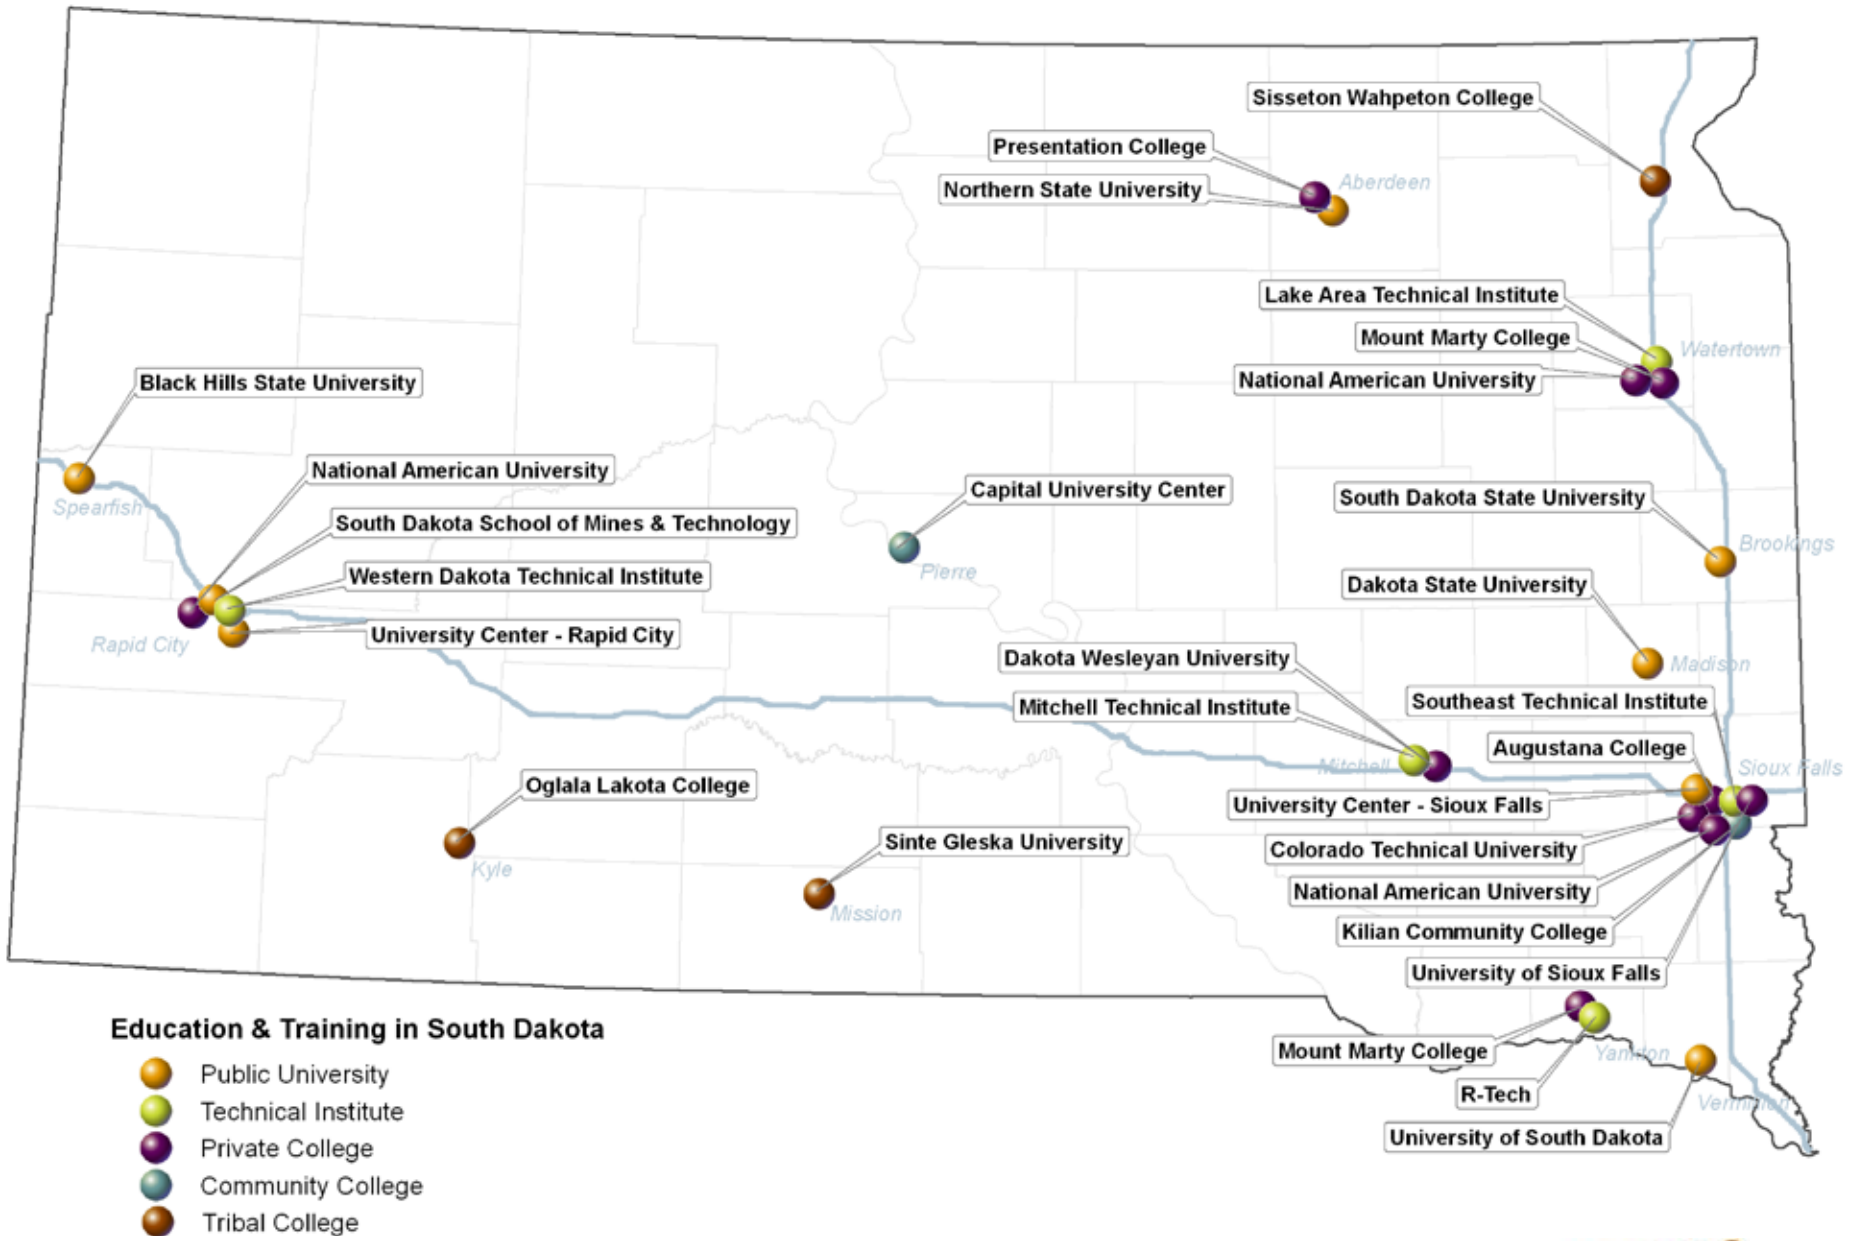 Sisseton Wahpeton College
Presentation College
Aberdeen
Northern State University
Lake Area Technical Institute
Mount Marty College
Watertown
National American University
Black Hills State University
National American University
Spearfish
Capital University Center
South Dakota State University
South Dakota School of Mines & Technology
Brookings
Pierre
Western Dakota Technical Institute
Dakota State University
University Center - Rapid City
Rapid City
Dakota Wesleyan University
Madison
Southeast Technical Institute
Mitchell Technical Institute
Augustana College
Mitchell
Sioux Falls
Oglala Lakota College
University Center - Sioux Falls
Sinte Gleska University
Colorado Technical University
Kyle
National American University
Mission
Kilian Community College
University of Sioux Falls
Education & Training in South Dakota
Mount Marty College
Yankton
Public University
R-Tech
Vermillion
Technical Institute
University of South Dakota
Private College
Community College
Tribal College